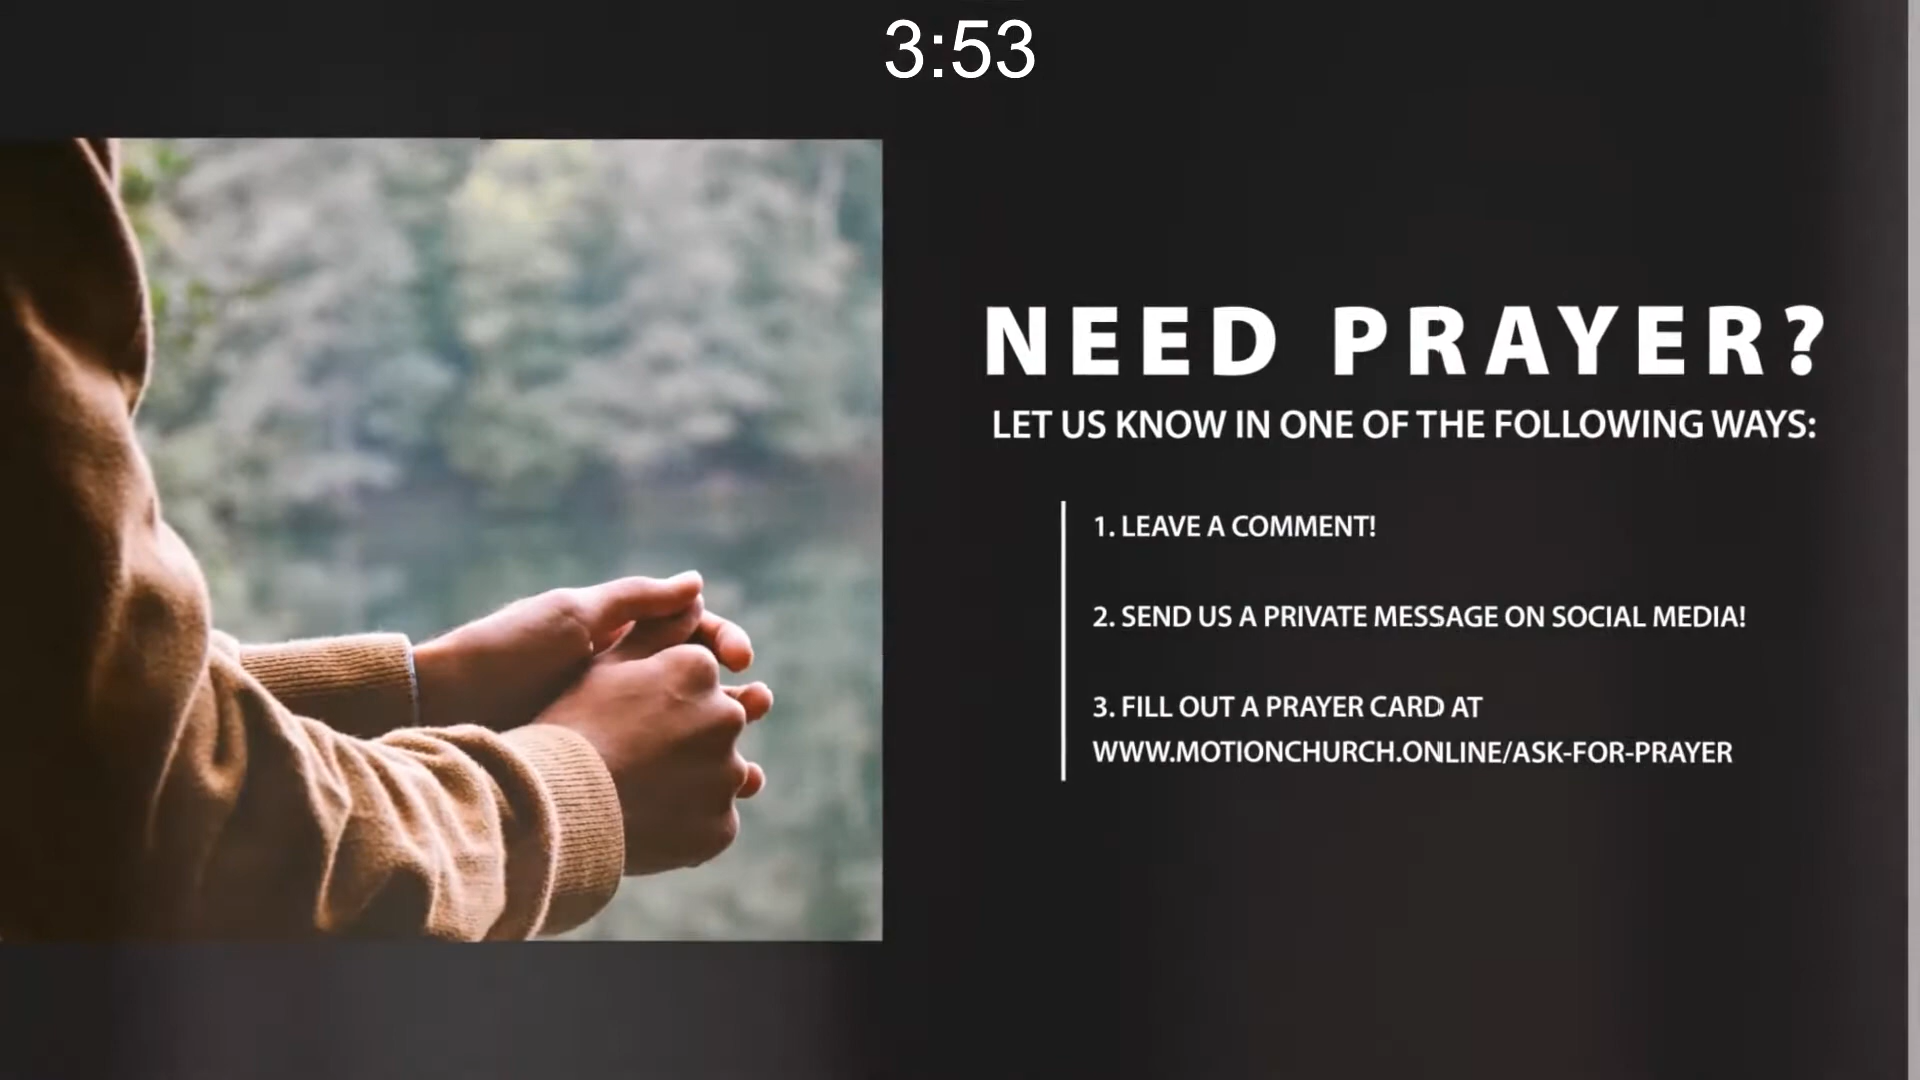 3:53
NEED PRAYER?
LET US KNOW IN ONE OF THE FOLLOWING WAYS:
1. LEAVE A COMMENT!
2. SEND US A PRIVATE MESSAGE ON SOCIAL MEDIA!
3. FILL OUT A PRAYER CARD AT
WWW.MOTIONCHURCH.ONLINE/ASK-FOR-PRAYER